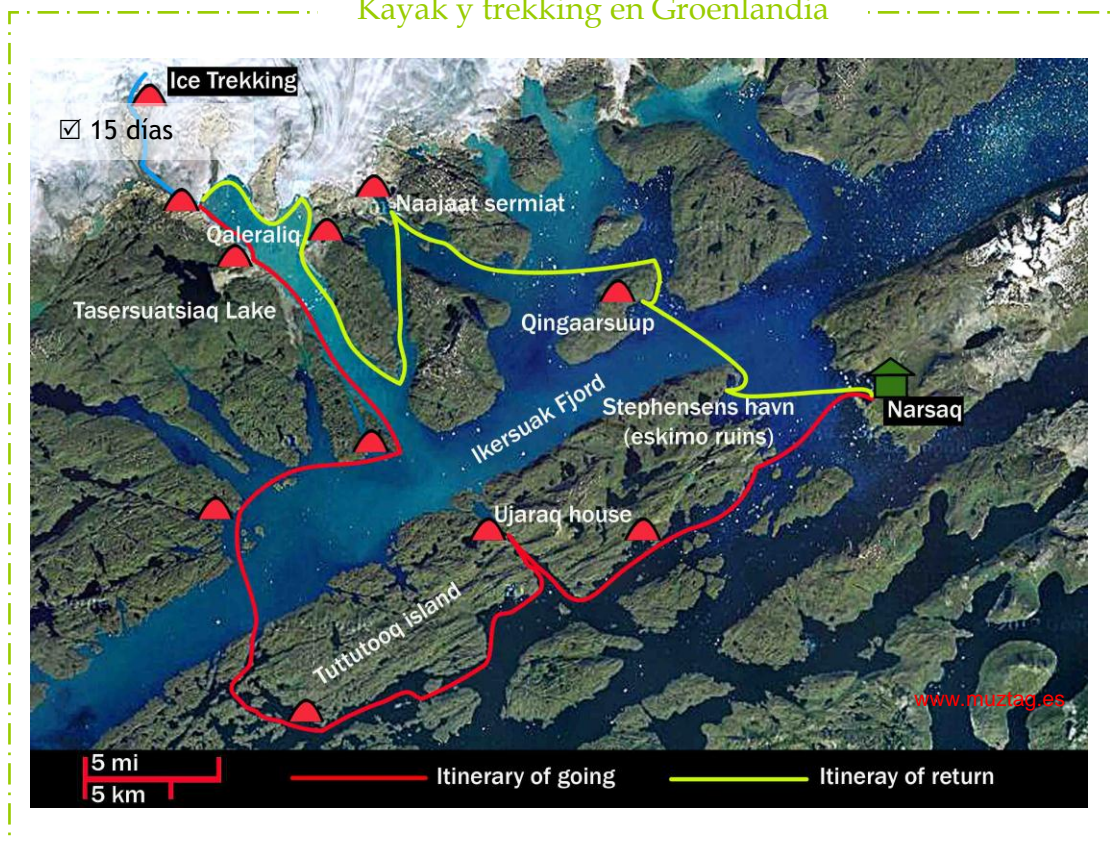 Kayak y trekking en Groenlandia
Ice Trekking
☑ 15 días
Naajaat sermiat
Qaleraliq
Tasersuatsiaq Lake
Qingaarsuup
Stephensens havn
(eskimo ruins)
Narsaq
Ikersuak Fjord
Ujaraq house
Tuttutooq island
www.muztag.es
5 mi
5 km
Itinerary of going
Itineray of return